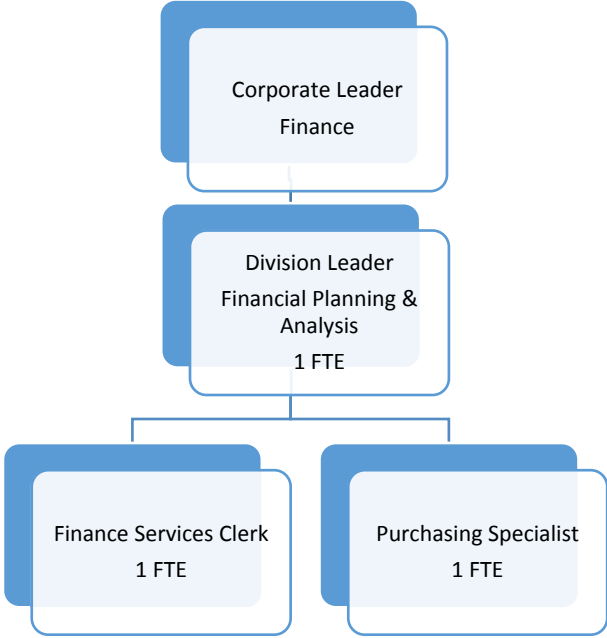 Corporate Leader
Finance
Division Leader
Financial Planning &
Analysis
1 FTE
Finance Services Clerk
1 FTE
Purchasing Specialist
1 FTE